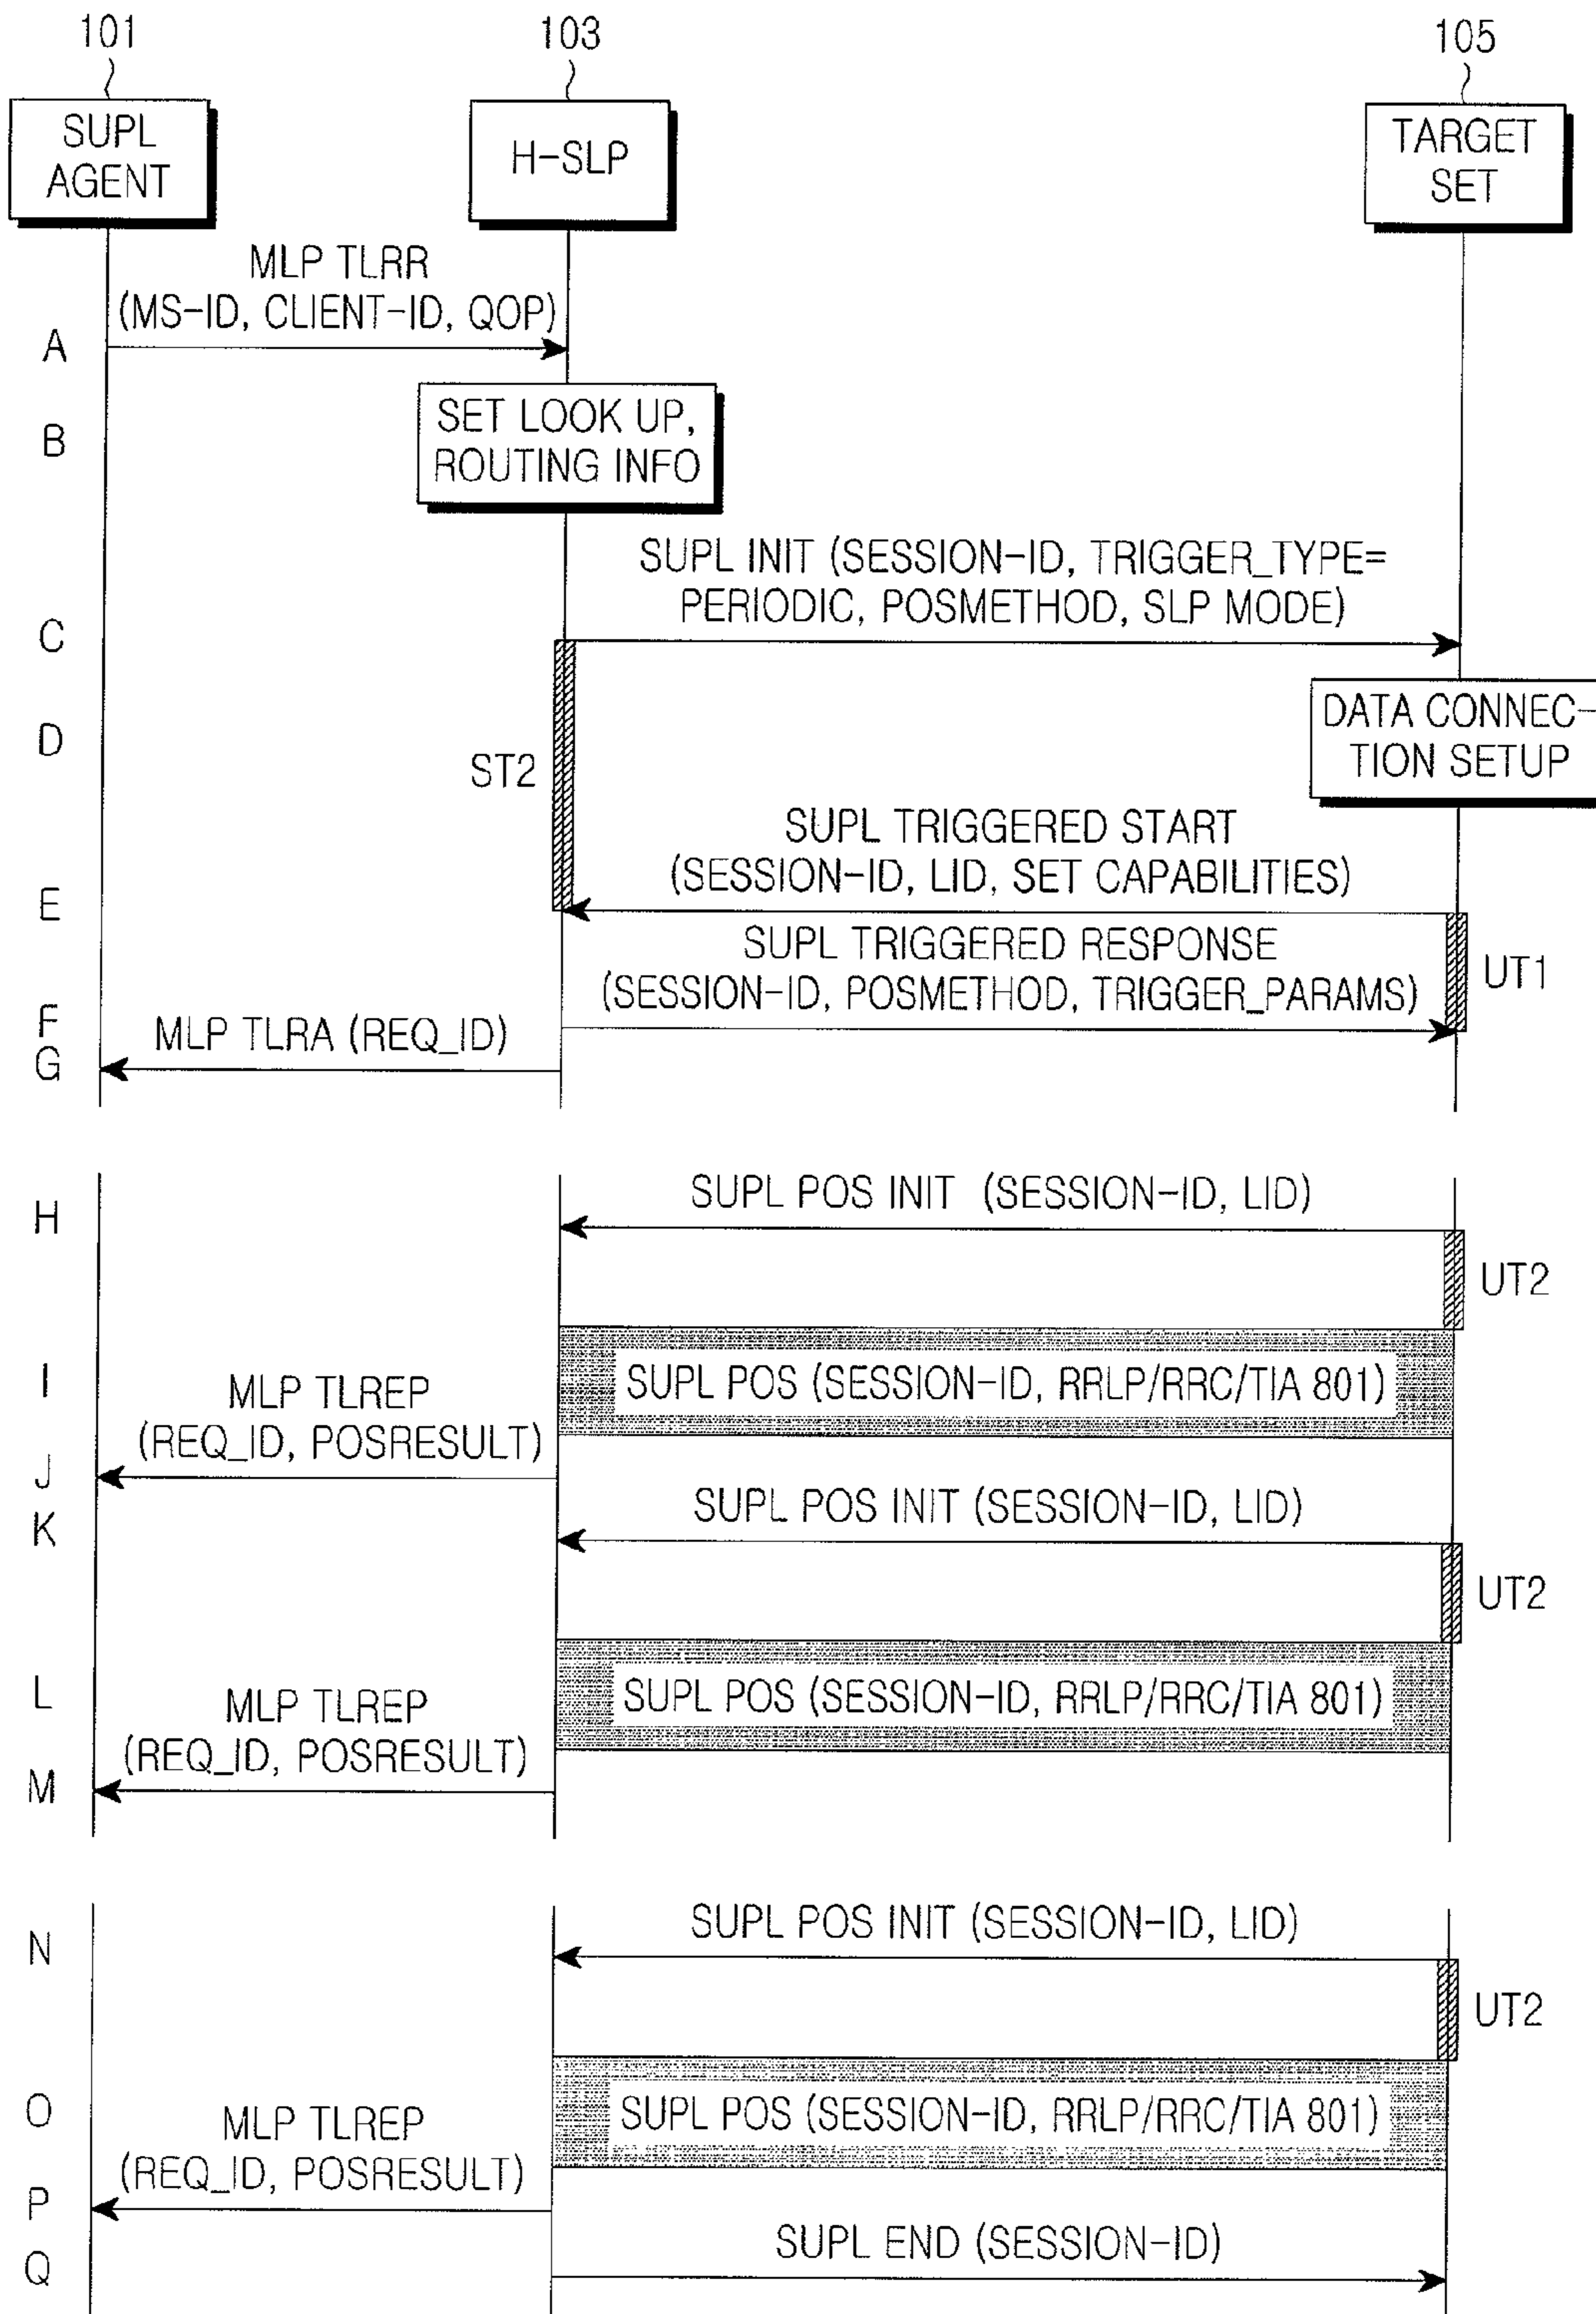 101
103
105
SUPL
AGENT
H-SLP
TARGET
SET
MLP TLRR
(MS-ID, CLIENT-ID, QOP)
A
SET LOOK UP,
ROUTING INFO
B
SUPL INIT (SESSION-ID, TRIGGER_TYPE=
PERIODIC, POSMETHOD, SLP MODE)
C
DATA CONNEC-
TION SETUP
D
ST2
SUPL TRIGGERED START
(SESSION-ID, LID, SET CAPABILITIES)
E
SUPL TRIGGERED RESPONSE
(SESSION-ID, POSMETHOD, TRIGGER_PARAMS)
UT1
F
MLP TLRA (REQ_ID)
G
SUPL POS INIT (SESSION-ID, LID)
H
UT2
I
SUPL POS (SESSION-ID, RRLP/RRC/TIA 801)
MLP TLREP
(REQ_ID, POSRESULT)
J
SUPL POS INIT (SESSION-ID, LID)
K
UT2
L
SUPL POS (SESSION-ID, RRLP/RRC/TIA 801)
MLP TLREP
(REQ_ID, POSRESULT)
M
SUPL POS INIT (SESSION-ID, LID)
N
UT2
O
SUPL POS (SESSION-ID, RRLP/RRC/TIA 801)
MLP TLREP
(REQ_ID, POSRESULT)
P
SUPL END (SESSION-ID)
Q